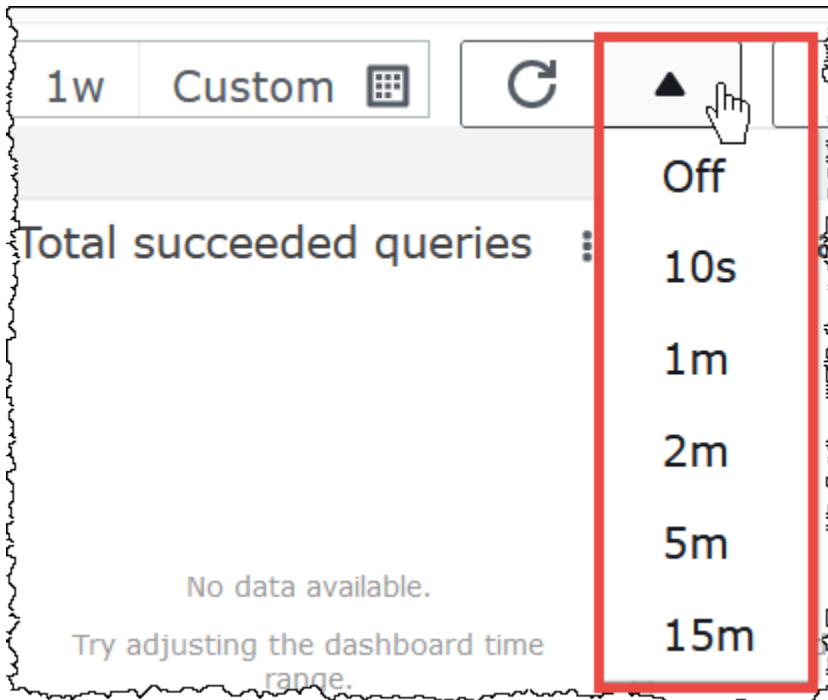 1w Custom
Off
Total succeeded queries
10s
1m
2m
5m
No data available.
15m
Try adjusting the dashboard time
range.